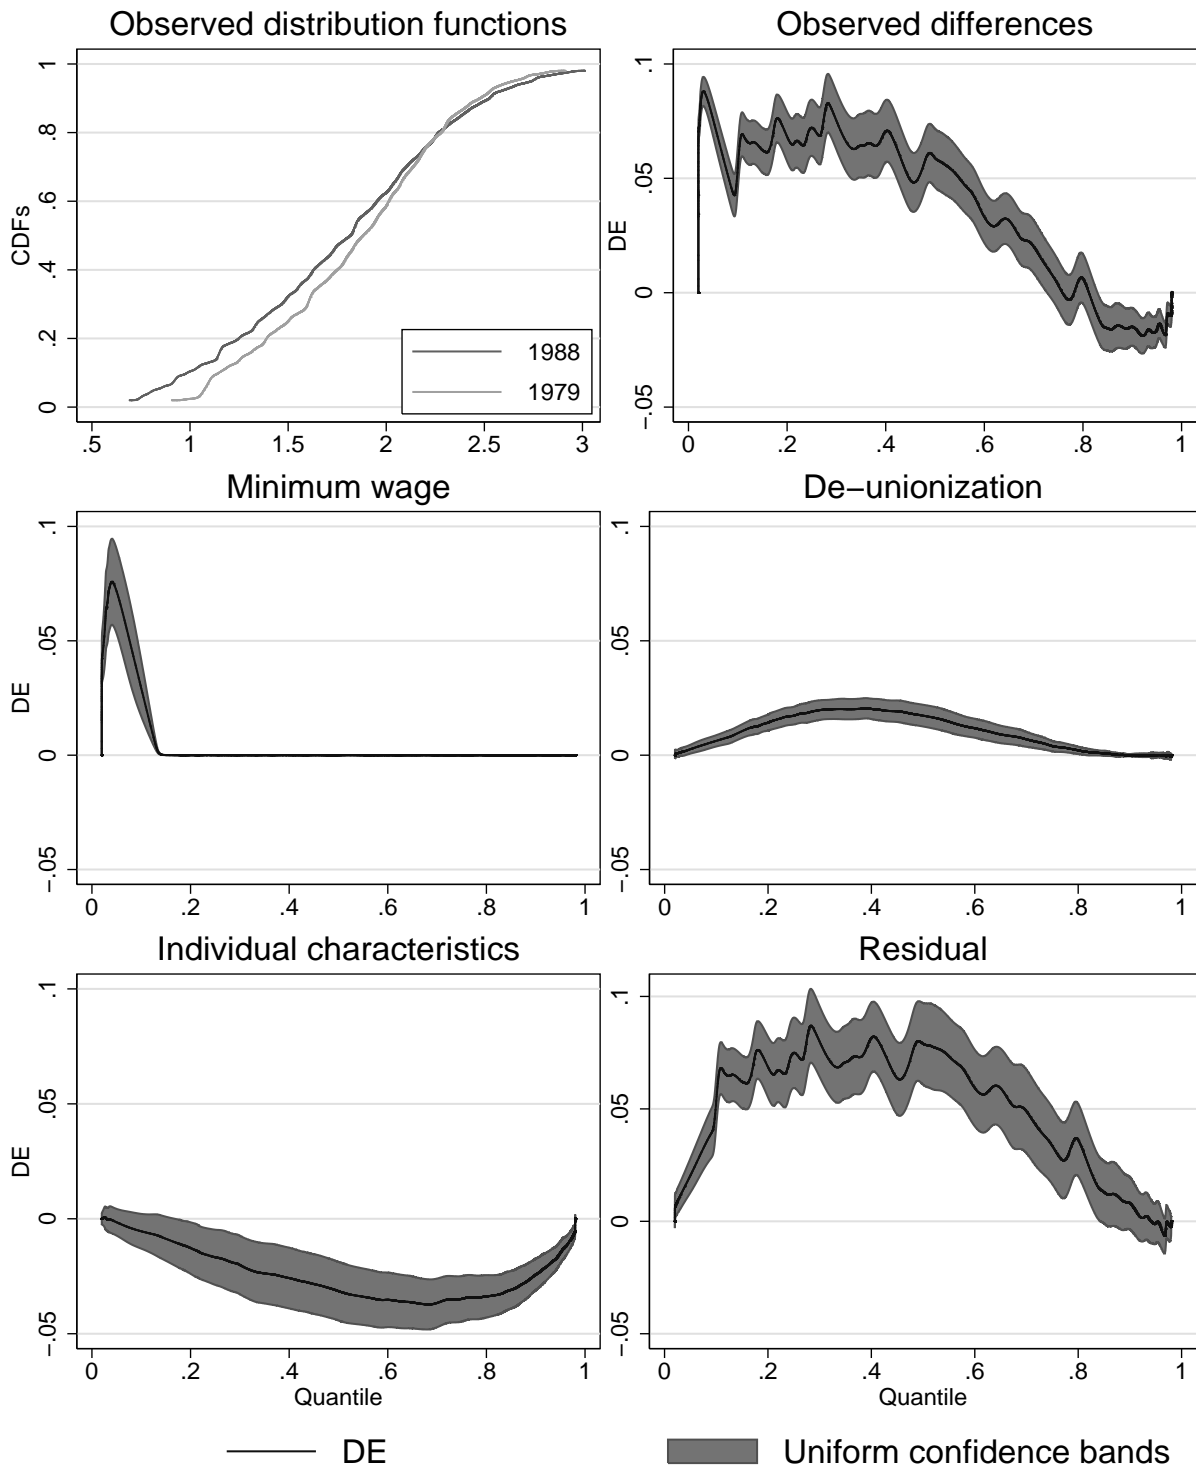 Observed distribution functions
CDFs
0 .2 .4 .6 .8 1
.5 1 1.5 2 2.5 3
1988
1979
Observed differences
DE
−.05 0 .05 .1
0 .2 .4 .6 .8 1
Minimum wage
DE
−.05 0 .05 .1
0 .2 .4 .6 .8 1
De−unionization
−.05 0 .05 .1
0 .2 .4 .6 .8 1
Individual characteristics
DE
−.05 0 .05 .1
0 .2 .4 .6 .8 1
Quantile
Residual
−.05 0 .05 .1
0 .2 .4 .6 .8 1
Quantile
DE
Uniform confidence bands